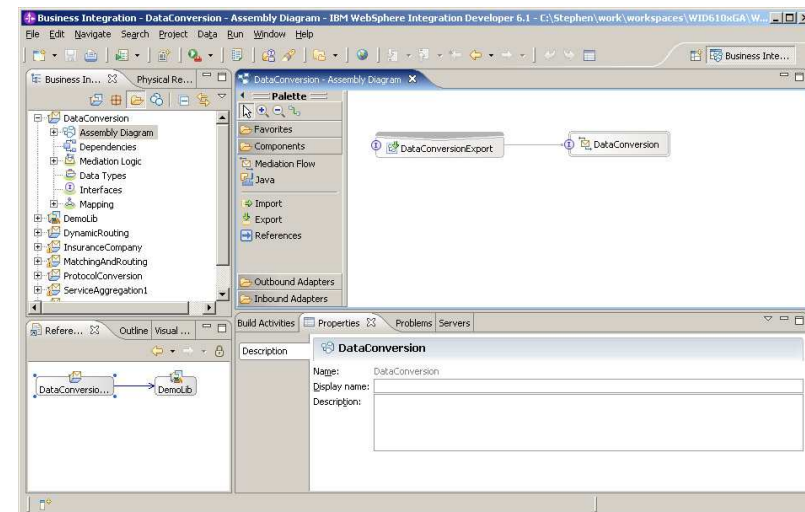 Business Integration - DataConversion - Assembly Diagram - IBM WebSphere Integration Developer 6.1 - C:\Stephen\work\workspaces\WID610xGA\W...
File Edit Navigate Search Project Data Run Window Help
Business Inte...
Business In... Physical Re...
DataConversion
Assembly Diagram
Dependencies
Mediation Logic
Data Types
Interfaces
Mapping
DemoLib
DynamicRouting
InsuranceCompany
MatchingAndRouting
ProtocolConversion
ServiceAggregation1
DataConversion - Assembly Diagram
Palette
Favorites
Components
Mediation Flow
Java
Import
Export
References
Outbound Adapters
Inbound Adapters
DataConversionExport
DataConversion
Refere... Outline Visual ...
DataConversio...
DemoLib
Build Activities Properties Problems Servers
Description
DataConversion
Name: DataConversion
Display name:
Description: